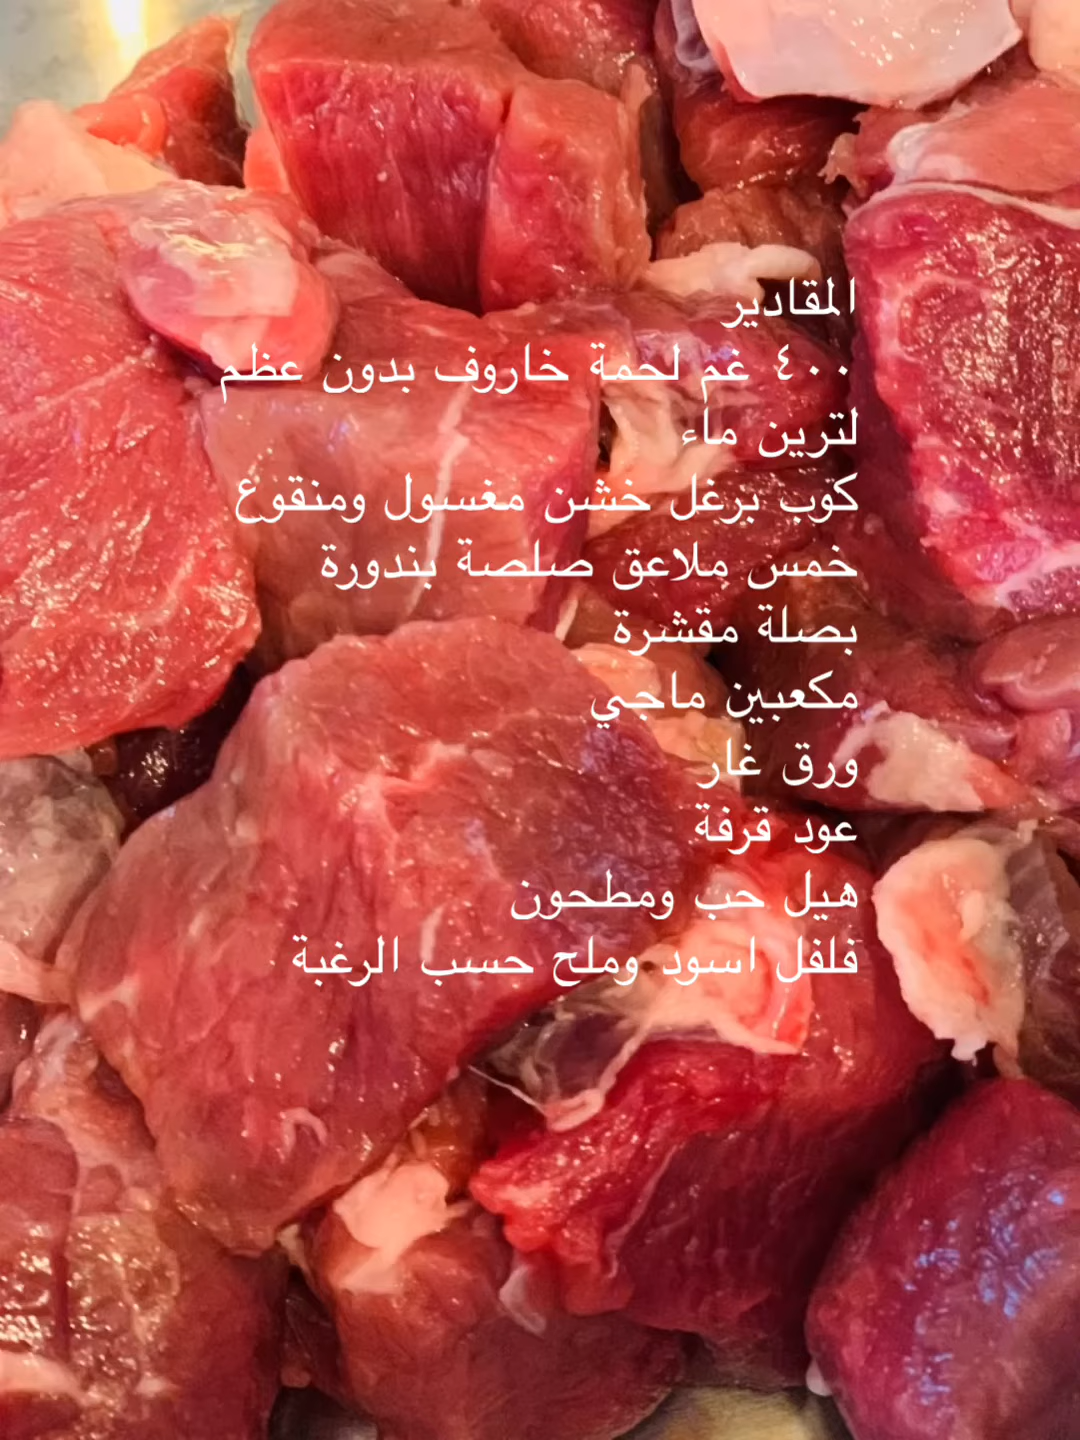 المقادير
٤٠٠ غم لحمة خاروف بدون عظم
لترين ماء
كوب برغل خشن مغسول ومنقوع
خمس ملاعق صلصة بندورة
بصلة مقشرة
مكعبين ماجي
ورق غار
عود قرفة
هيل حب ومطحون
فلفل اسود وملح حسب الرغبة